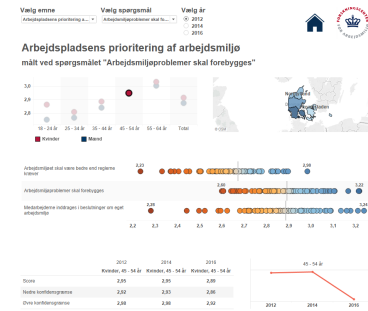 Vælg emne
Vælg spørgsmål
Vælg år
Arbejdspladsens prioritering a..
Arbejdsmiljøproblemer skal fo..
2012
2014
2016
Arbejdspladsens prioritering af arbejdsmiljø
målt ved spørgsmålet "Arbejdsmiljøproblemer skal forebygges"
3,0
2,9
2,8
18 - 24 år
25 - 34 år
35 - 44 år
45 - 54 år
55 - 64 år
Total
Kvinder
Mænd
Arbejdsmiljøet skal være bedre end reglerne kræver
2,23
2,99
Arbejdsmiljøproblemer skal forebygges
3,22
Medarbejderne inddrages i beslutninger om eget arbejdsmiljø
3,24
2,2
2,3
2,4
2,5
2,6
2,7
2,8
2,9
3,0
3,1
3,2
2012
2014
2016
Kvinder, 45 - 54 år
Kvinder, 45 - 54 år
Kvinder, 45 - 54 år
Score
2,95
2,95
2,89
Nedre konfidensgrænse
2,92
2,93
2,86
Øvre konfidensgrænse
2,98
2,98
2,92
45 - 54 år
2012
2014
2016